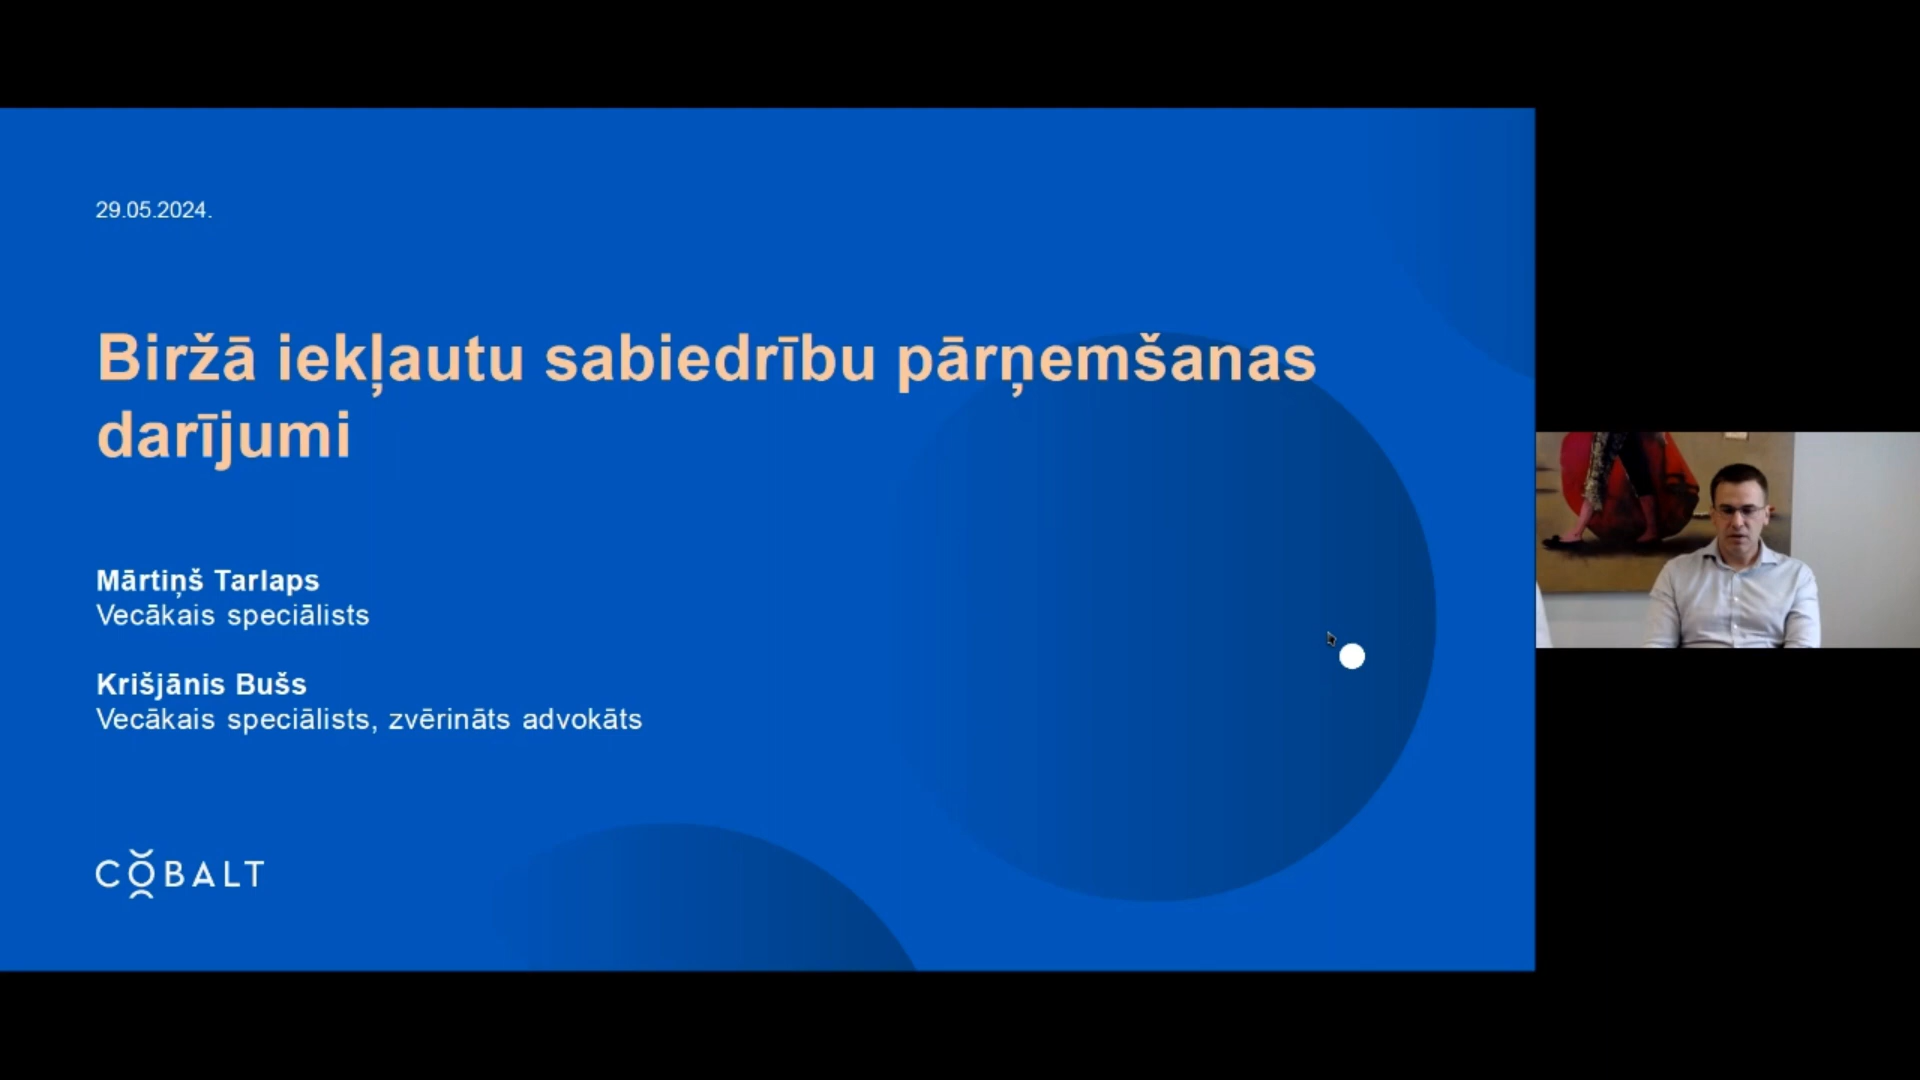 29.05.2024.
Biržā iekļautu sabiedrību pārņemšanas
darījumi
Mārtiņš Tarlaps
Vecākais speciālists
Krišjānis Bušs
Vecākais speciālists, zvērināts advokāts
COBALT